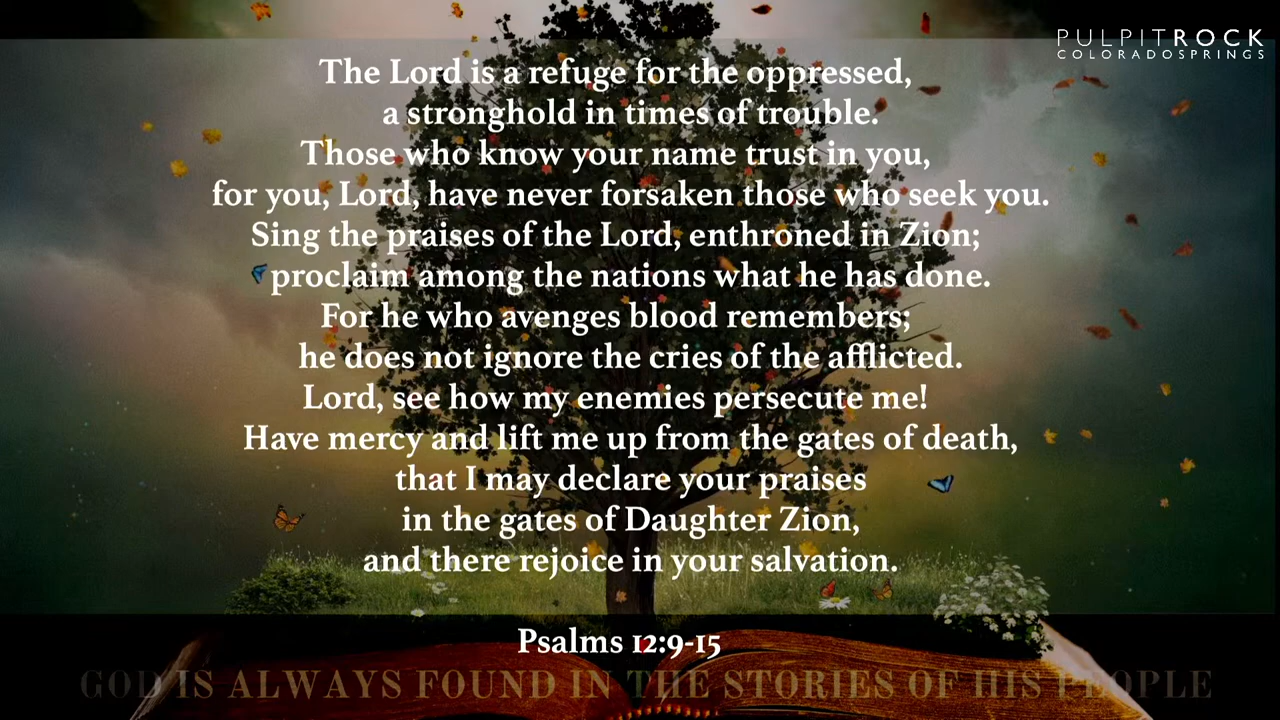 PULPITROCK
COLORADOSPRINGS
The Lord is a refuge for the oppressed,
a stronghold in times of trouble.
Those who know your name trust in you,
for you, Lord, have never forsaken those who seek you.
Sing the praises of the Lord, enthroned in Zion;
proclaim among the nations what he has done.
For he who avenges blood remembers;
he does not ignore the cries of the afflicted.
Lord, see how my enemies persecute me!
Have mercy and lift me up from the gates of death,
that I may declare your praises
in the gates of Daughter Zion,
and there rejoice in your salvation.
Psalms 12:9-15
GOD IS ALWAYS FOUND IN THE STORIES OF HIS PEOPLE